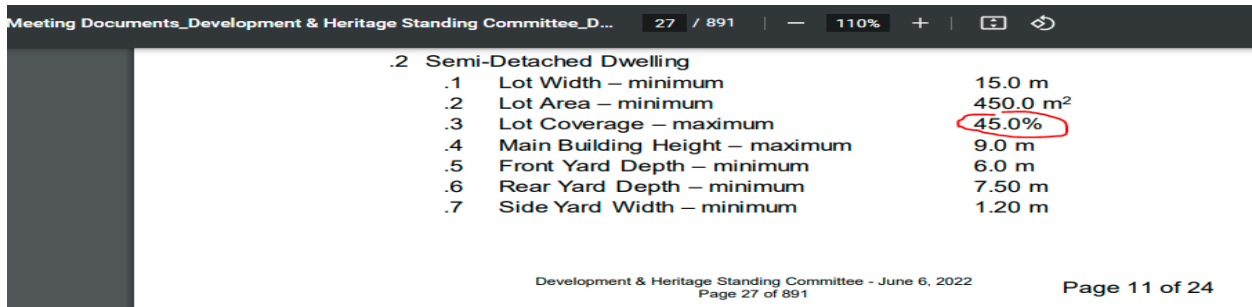 Meeting Documents_Development & Heritage Standing Committee_D... 27 / 891 | — 110% + |
.2 Semi-Detached Dwelling
.1 Lot Width – minimum 15.0 m
.2 Lot Area – minimum 450.0 m²
.3 Lot Coverage – maximum 45.0%
.4 Main Building Height – maximum 9.0 m
.5 Front Yard Depth – minimum 6.0 m
.6 Rear Yard Depth – minimum 7.50 m
.7 Side Yard Width – minimum 1.20 m
Development & Heritage Standing Committee - June 6, 2022
Page 27 of 891
Page 11 of 24